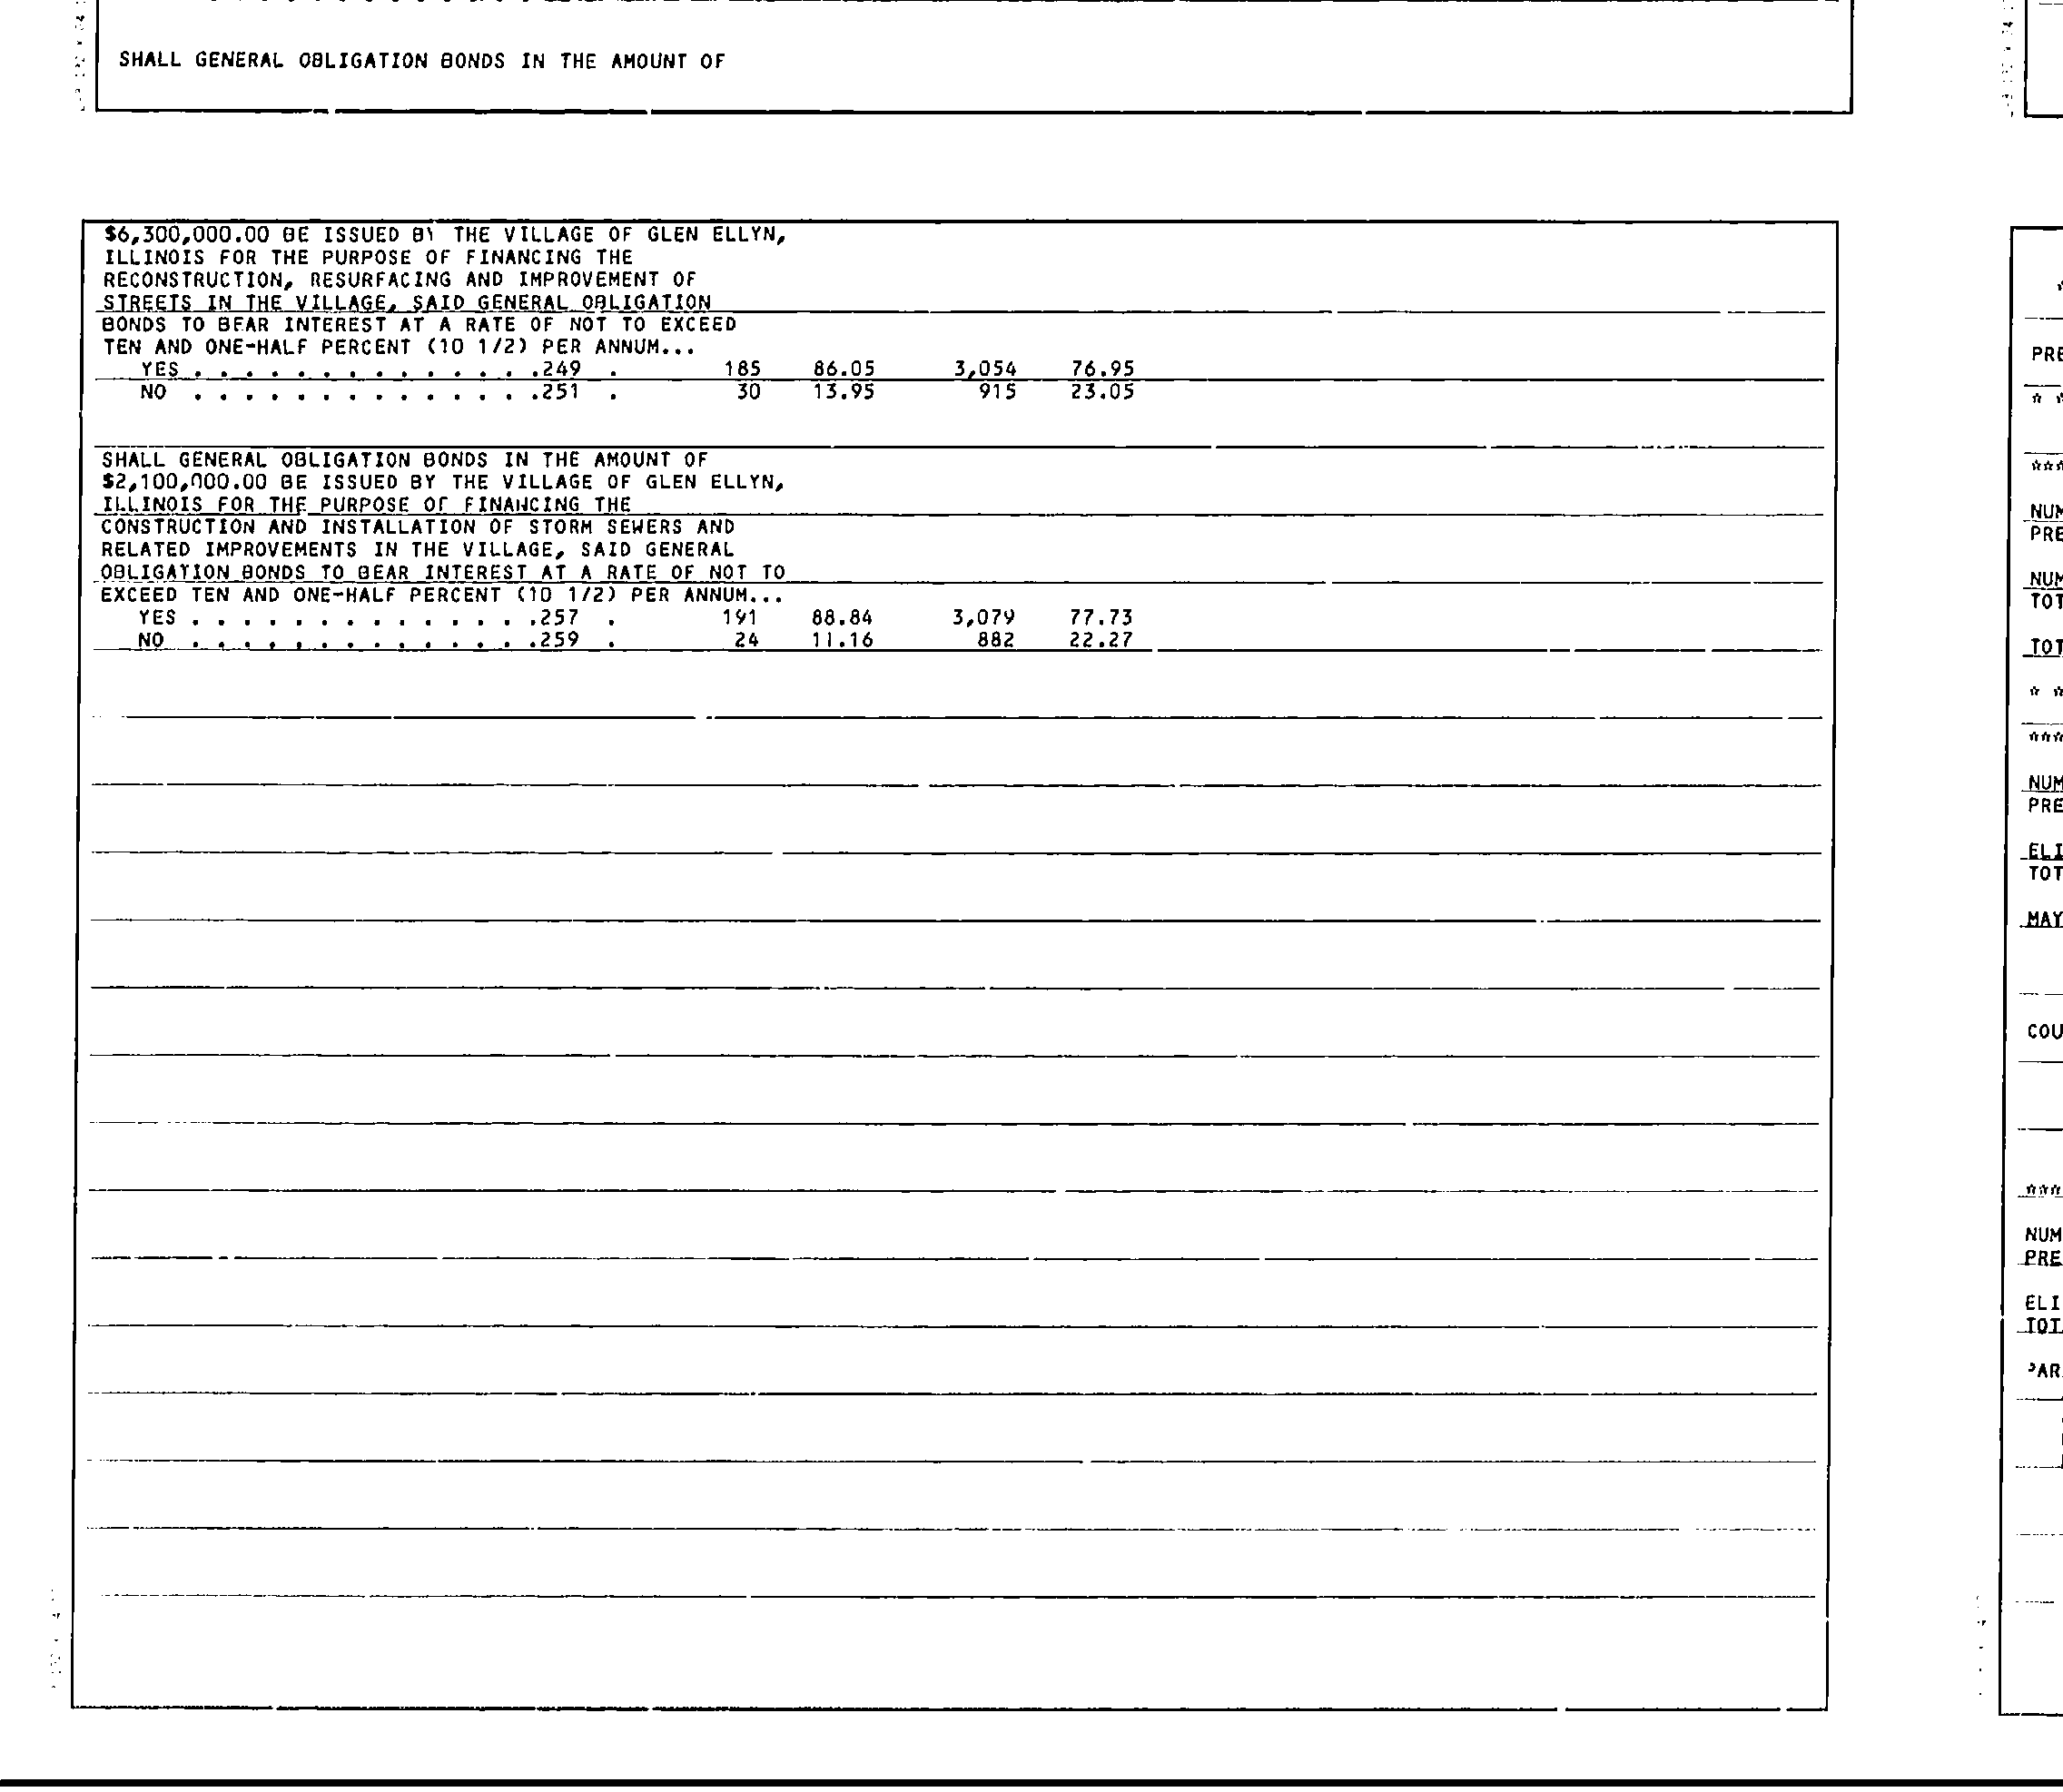 SHALL GENERAL OBLIGATION BONDS IN THE AMOUNT OF
$6,300,000.00 BE ISSUED BY THE VILLAGE OF GLEN ELLYN,
ILLINOIS FOR THE PURPOSE OF FINANCING THE
RECONSTRUCTION, RESURFACING AND IMPROVEMENT OF
STREETS IN THE VILLAGE, SAID GENERAL OBLIGATION
BONDS TO BEAR INTEREST AT A RATE OF NOT TO EXCEED
TEN AND ONE-HALF PERCENT (10 1/2) PER ANNUM...
YES . . . . . . . . . . . . . .249 . 185 86.05 3,054 76.95
NO . . . . . . . . . . . . . .251 . 30 13.95 915 23.05
SHALL GENERAL OBLIGATION BONDS IN THE AMOUNT OF
$2,100,000.00 BE ISSUED BY THE VILLAGE OF GLEN ELLYN,
ILLINOIS FOR THE PURPOSE OF FINANCING THE
CONSTRUCTION AND INSTALLATION OF STORM SEWERS AND
RELATED IMPROVEMENTS IN THE VILLAGE, SAID GENERAL
OBLIGATION BONDS TO BEAR INTEREST AT A RATE OF NOT TO
EXCEED TEN AND ONE-HALF PERCENT (10 1/2) PER ANNUM...
YES . . . . . . . . . . . . . .257 . 191 88.84 3,079 77.73
NO . . . . . . . . . . . . . .259 . 24 11.16 882 22.27
PRE
* *
***
NUM
PRE
NUM
TOT
TOT
* *
***
NUM
PRE
ELI
TOT
MAY
COU
***
NUM
PRE
ELI
TOT
PAR